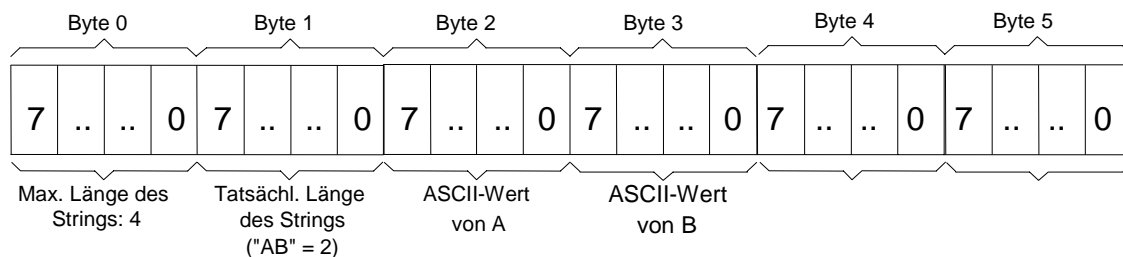 Byte 0 Byte 1 Byte 2 Byte 3 Byte 4 Byte 5
7 .. .. 0 7 .. .. 0 7 .. .. 0 7 .. .. 0 7 .. .. 0 7 .. .. 0
Max. Länge des
Strings: 4
Tatsächl. Länge
des Strings
("AB" = 2)
ASCII-Wert
von A
ASCII-Wert
von B